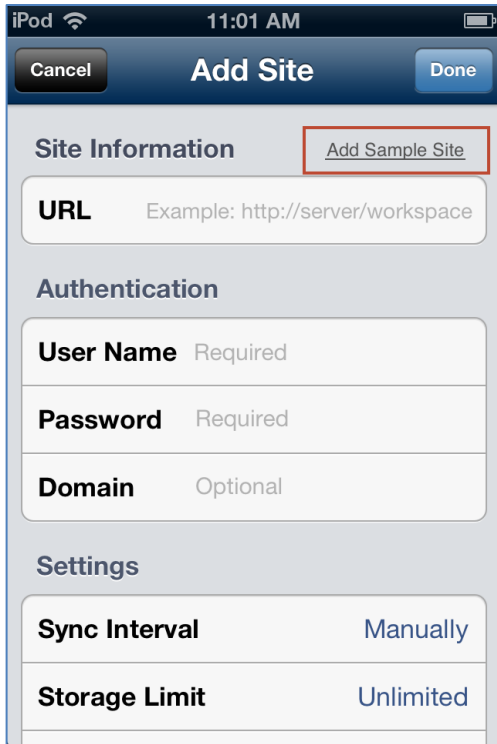 iPod 11:01 AM
Cancel Add Site Done
Site Information Add Sample Site
URL Example: http://server/workspace
Authentication
User Name Required
Password Required
Domain Optional
Settings
Sync Interval Manually
Storage Limit Unlimited